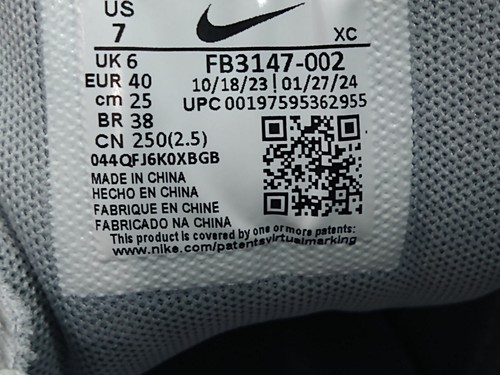 US
7
XC
UK 6
FB3147-002
EUR 40
10/18/23 | 01/27/24
cm 25
UPC 00197595362955
BR 38
CN 250(2.5)
044QFJ6K0XBGB
MADE IN CHINA
HECHO EN CHINA
FABRIQUE EN CHINE
FABRICADO NA CHINA
This product is covered by one or more patents:
www.nike.com/patentsvirtualmarking